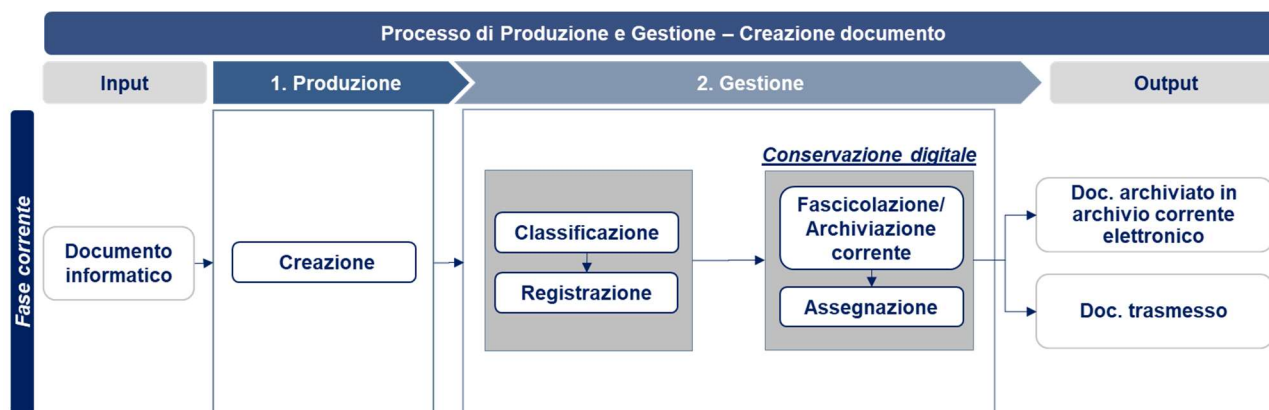 Processo di Produzione e Gestione – Creazione documento
Input
1. Produzione
2. Gestione
Output
Fase corrente
Documento
informatico
Creazione
Classificazione
Registrazione
Conservazione digitale
Fascicolazione/
Archiviazione
corrente
Assegnazione
Doc. archiviato in
archivio corrente
elettronico
Doc. trasmesso